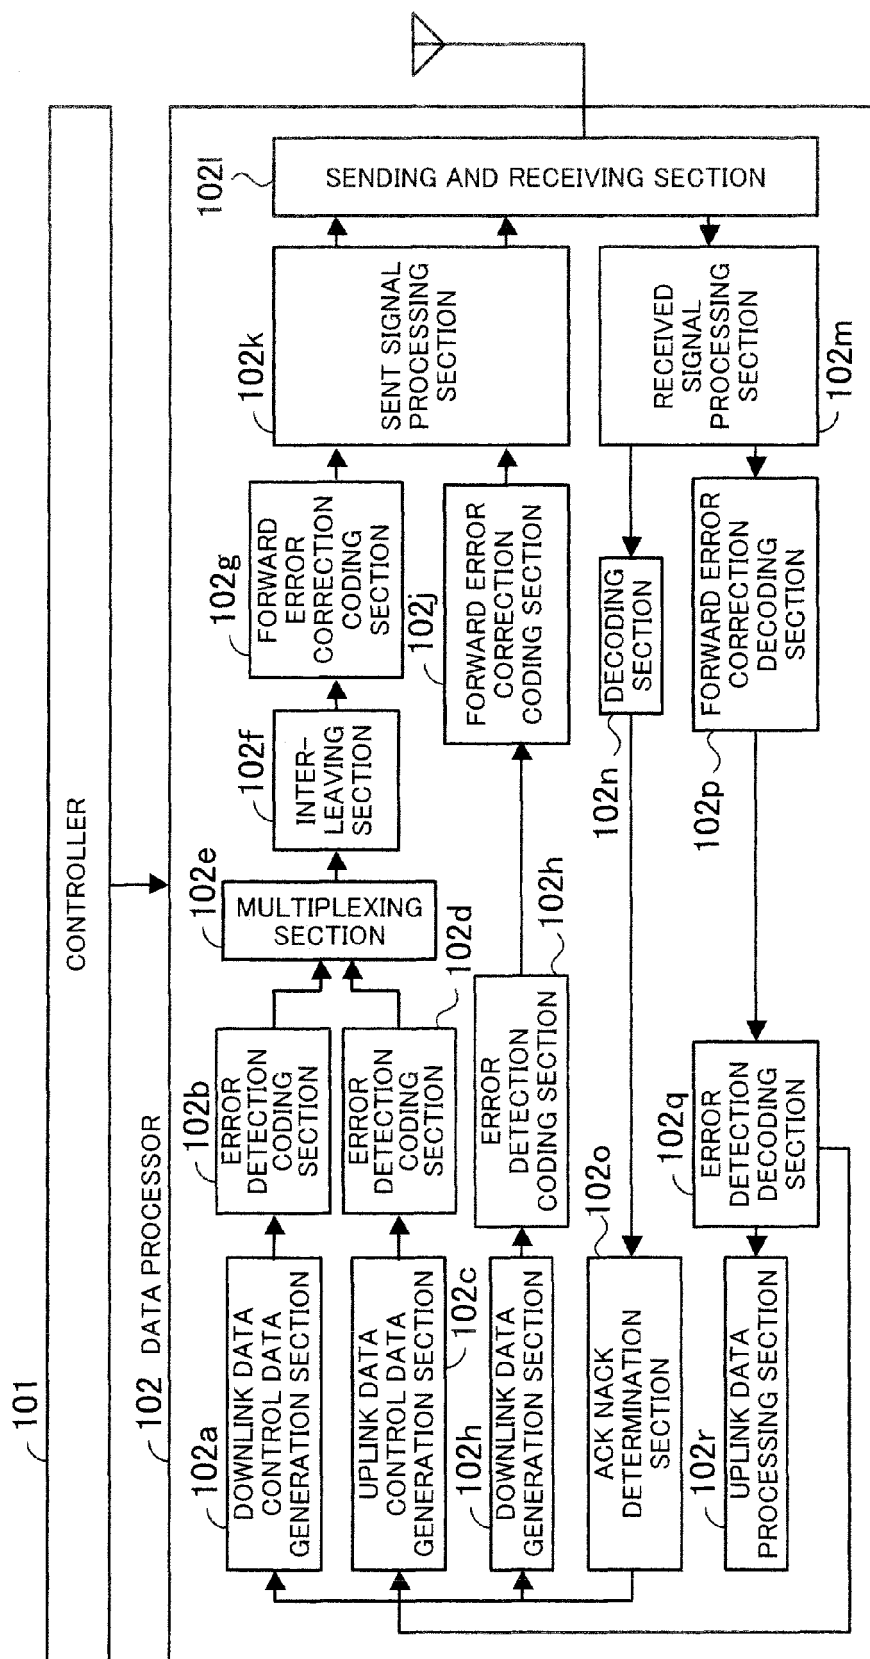 101
CONTROLLER
102
DATA PROCESSOR
102a
DOWNLINK DATA
CONTROL DATA
GENERATION SECTION
102b
ERROR
DETECTION
CODING
SECTION
UPLINK DATA
CONTROL DATA
GENERATION SECTION
102c
ERROR
DETECTION
CODING
SECTION
102d
102e
MULTIPLEXING
SECTION
102f
INTER-
LEAVING
SECTION
102g
FORWARD
ERROR
CORRECTION
CODING
SECTION
102h
DOWNLINK DATA
GENERATION SECTION
ERROR
DETECTION
CODING SECTION
102h
102j
FORWARD ERROR
CORRECTION
CODING SECTION
102k
SENT SIGNAL
PROCESSING
SECTION
102l
SENDING AND RECEIVING SECTION
RECEIVED
SIGNAL
PROCESSING
SECTION
102m
DECODING
SECTION
102n
102o
ACK NACK
DETERMINATION
SECTION
FORWARD ERROR
CORRECTION
DECODING
SECTION
102p
102q
ERROR
DETECTION
DECODING
SECTION
102r
UPLINK DATA
PROCESSING SECTION